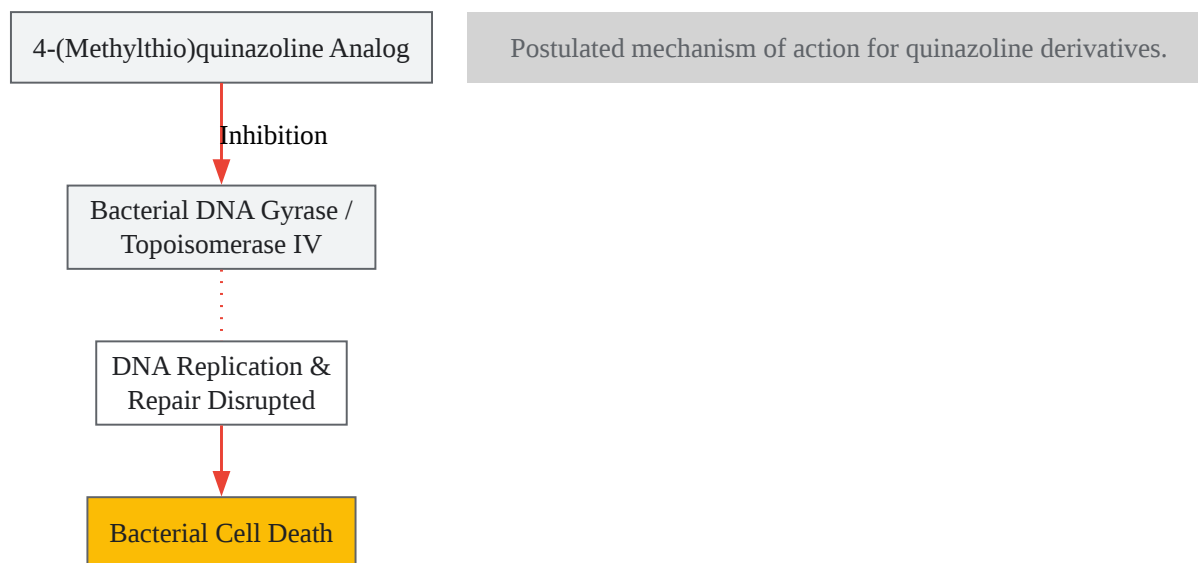 4-(Methylthio)quinazoline Analog
Postulated mechanism of action for quinazoline derivatives.
Inhibition
Bacterial DNA Gyrase /
Topoisomerase IV
DNA Replication &
Repair Disrupted
Bacterial Cell Death